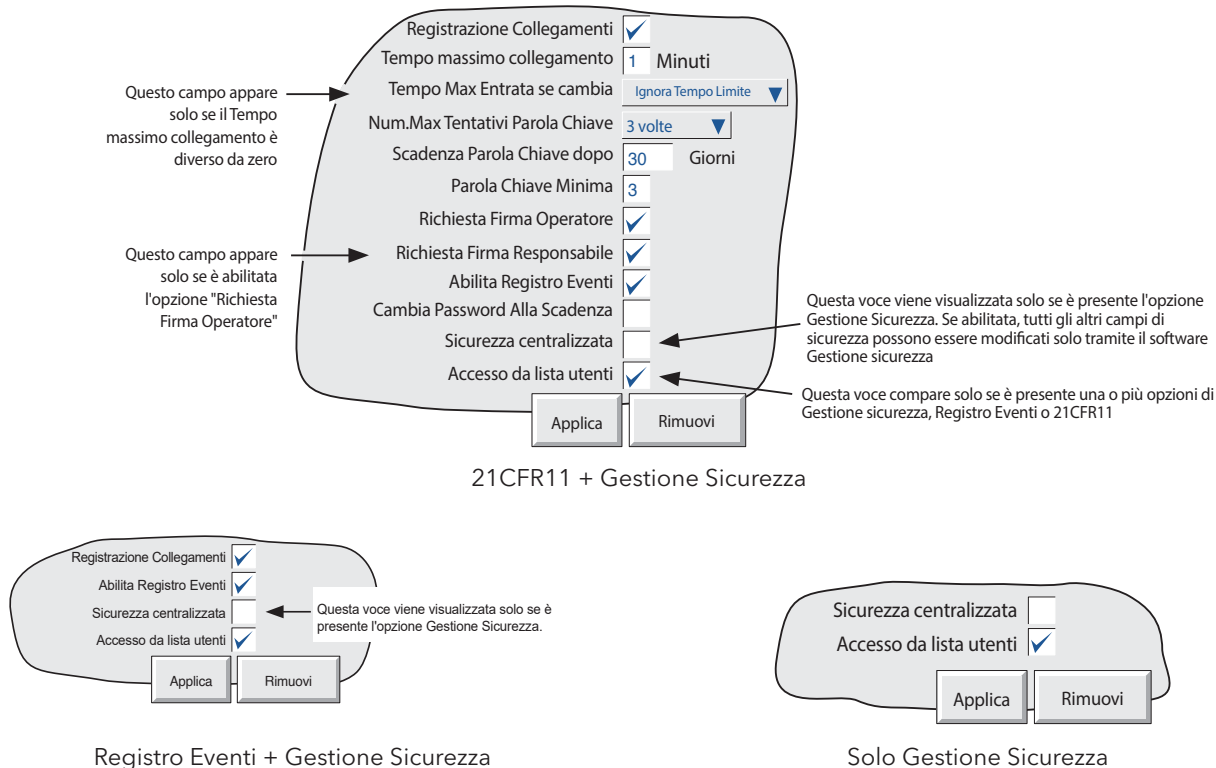 Registrazione Collegamenti
Tempo massimo collegamento 1 Minuti
Tempo Max Entrata se cambia Ignora Tempo Limite
Num.Max Tentativi Parola Chiave 3 volte
Scadenza Parola Chiave dopo 30 Giorni
Parola Chiave Minima 3
Richiesta Firma Operatore
Richiesta Firma Responsabile
Abilita Registro Eventi
Cambia Password Alla Scadenza
Sicurezza centralizzata
Accesso da lista utenti
Applica Rimuovi
Questo campo appare
solo se il Tempo
massimo collegamento è
diverso da zero
Questo campo appare
solo se è abilitata
l'opzione "Richiesta
Firma Operatore"
Questa voce viene visualizzata solo se è presente l'opzione
Gestione Sicurezza. Se abilitata, tutti gli altri campi di
sicurezza possono essere modificati solo tramite il software
Gestione sicurezza
Questa voce compare solo se è presente una o più opzioni di
Gestione sicurezza, Registro Eventi o 21CFR11
21CFR11 + Gestione Sicurezza
Registrazione Collegamenti
Abilita Registro Eventi
Sicurezza centralizzata
Accesso da lista utenti
Applica Rimuovi
Questa voce viene visualizzata solo se è
presente l'opzione Gestione Sicurezza.
Registro Eventi + Gestione Sicurezza
Sicurezza centralizzata
Accesso da lista utenti
Applica Rimuovi
Solo Gestione Sicurezza